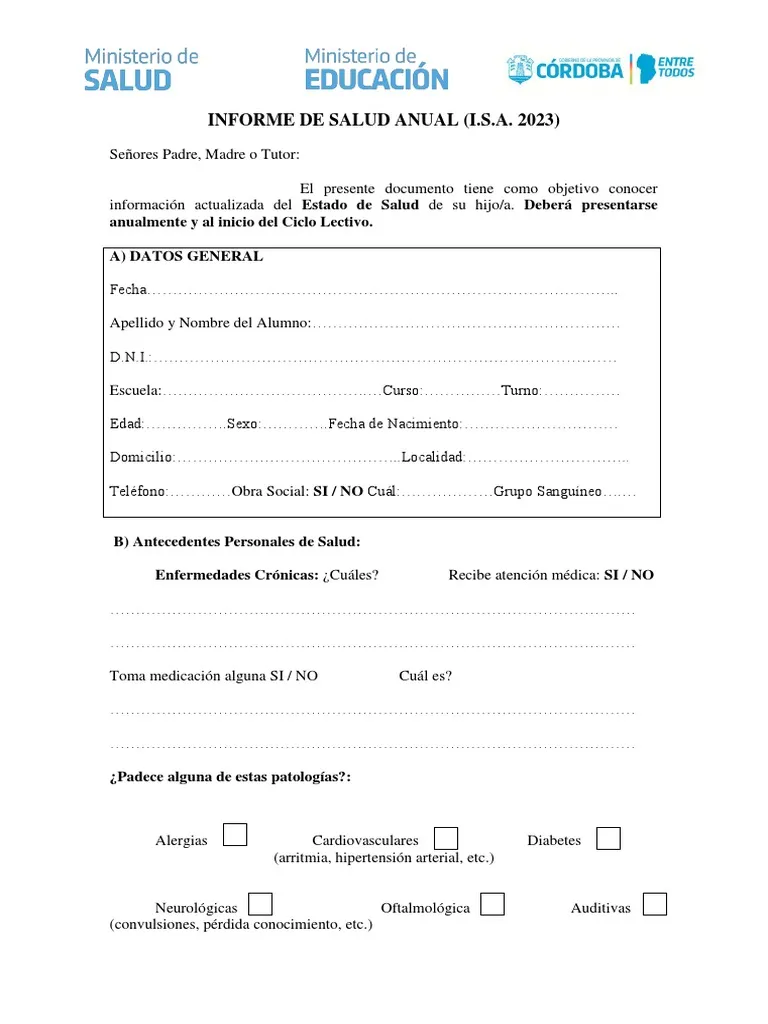 Ministerio de
SALUD
Ministerio de
EDUCACIÓN
GOBIERNO DE LA PROVINCIA DE
CÓRDOBA
ENTRE
TODOS
INFORME DE SALUD ANUAL (I.S.A. 2023)
Señores Padre, Madre o Tutor:
El presente documento tiene como objetivo conocer
información actualizada del Estado de Salud de su hijo/a. Deberá presentarse
anualmente y al inicio del Ciclo Lectivo.
A) DATOS GENERAL
Fecha………………………………………………………………………………..
Apellido y Nombre del Alumno:……………………………………………………
D.N.I.:………………………………………………………………………………
Escuela:…………………………………..…Curso:……………Turno:……………
Edad:…………….Sexo:………….Fecha de Nacimiento:…………………………
Domicilio:……………………………………..Localidad:…………………………..
Teléfono:…………Obra Social: SI / NO Cuál:………………Grupo Sanguíneo…….
B) Antecedentes Personales de Salud:
Enfermedades Crónicas: ¿Cuáles? Recibe atención médica: SI / NO
…………………………………………………………………………………………
…………………………………………………………………………………………
Toma medicación alguna SI / NO Cuál es?
…………………………………………………………………………………………
…………………………………………………………………………………………
¿Padece alguna de estas patologías?:
Alergias Cardiovasculares Diabetes
(arritmia, hipertensión arterial, etc.)
Neurológicas Oftalmológica Auditivas
(convulsiones, pérdida conocimiento, etc.)